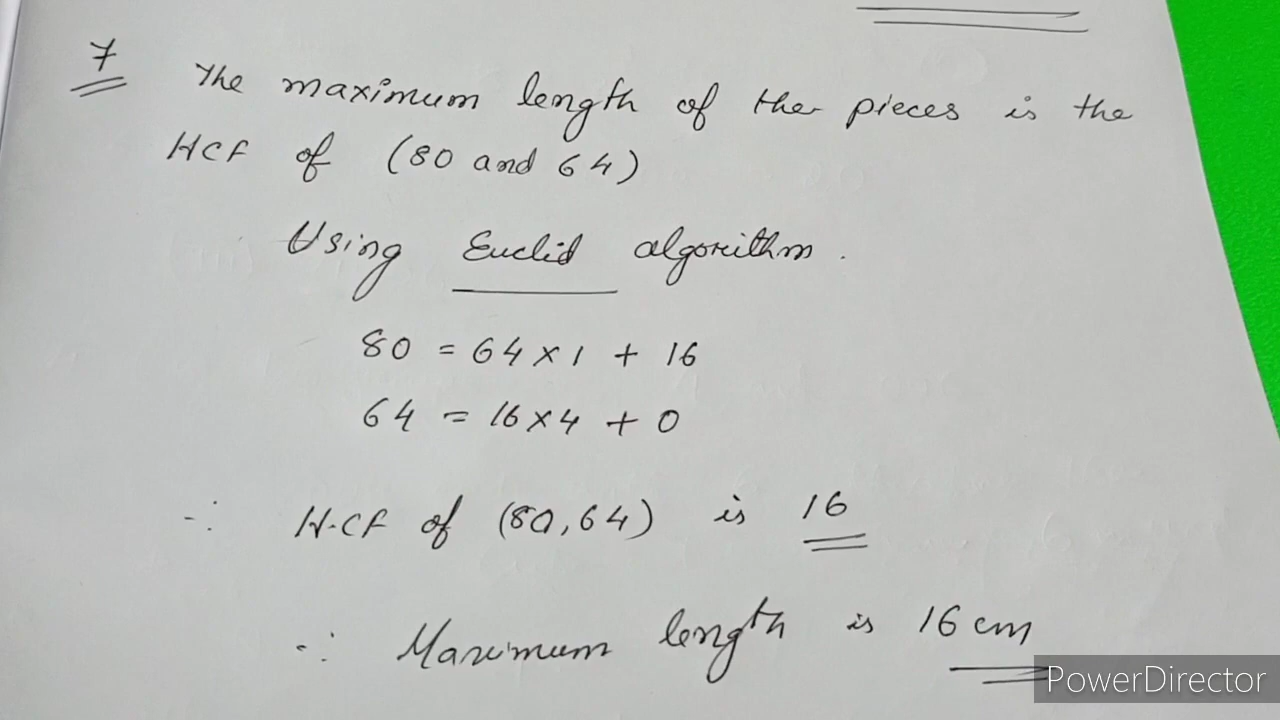 7 The maximum length of the pieces is the
HCF of (80 and 64)
Using Euclid algorithm.
80 = 64 × 1 + 16
64 = 16 × 4 + 0
∴ H.CF of (80,64) is 16
∴ Maximum length is 16 cm
PowerDirector